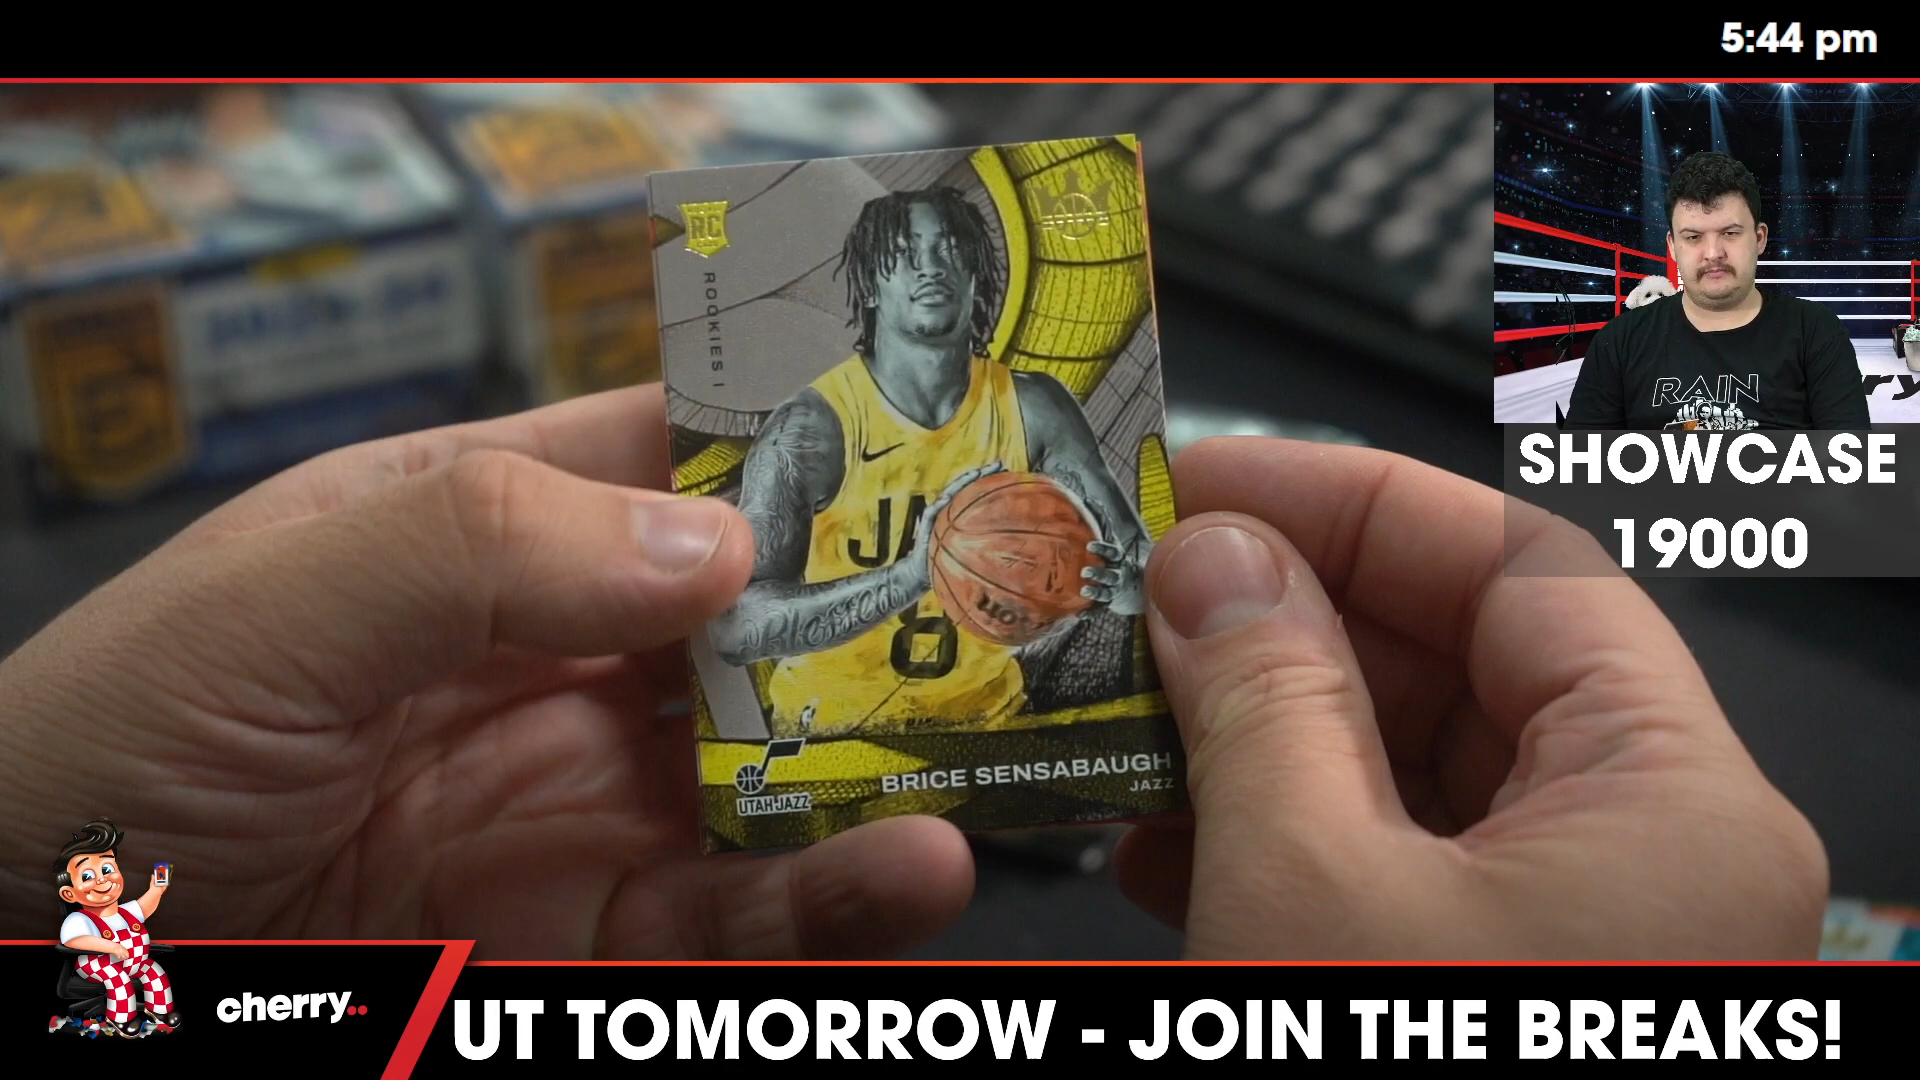 5:44 pm
RC
ROOKIES I
JA
8
Blessed
BRICE SENSABAUGH
JAZZ
UTAH JAZZ
RAIN
SHOWCASE
19000
cherry..
UT TOMORROW - JOIN THE BREAKS!